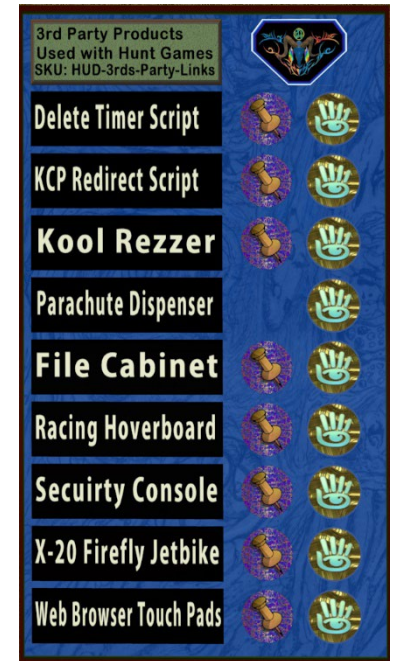 3rd Party Products
Used with Hunt Games
SKU: HUD-3rds-Party-Links
Delete Timer Script
KCP Redirect Script
Kool Rezzer
Parachute Dispenser
File Cabinet
Racing Hoverboard
Secuirty Console
X-20 Firefly Jetbike
Web Browser Touch Pads